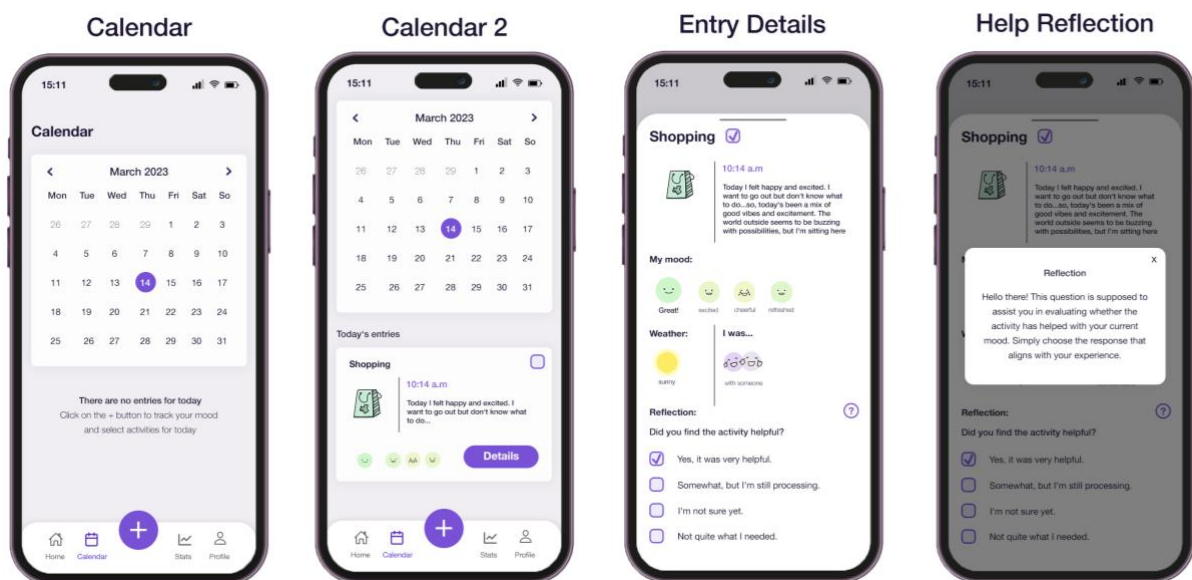 Calendar
15:11
Calendar
March 2023
Mon Tue Wed Thu Fri Sat So
26 27 28 29 1 2 3
4 5 6 7 8 9 10
11 12 13 14 15 16 17
18 19 20 21 22 23 24
25 26 27 28 29 30 31
There are no entries for today
Click on the + button to track your mood
and select activities for today
+
Home Calendar Stats Profile
Calendar 2
15:11
March 2023
Mon Tue Wed Thu Fri Sat So
26 27 28 29 1 2 3
4 5 6 7 8 9 10
11 12 13 14 15 16 17
18 19 20 21 22 23 24
25 26 27 28 29 30 31
Today's entries
Shopping
10:14 a.m
Today I felt happy and excited. I
want to go out but don't know what
to do...
Details
+
Home Calendar Stats Profile
Entry Details
15:11
Shopping
10:14 a.m
Today I felt happy and excited. I
want to go out but don't know what
to do...so, today's been a mix of
good vibes and excitement. The
world outside seems to be buzzing
with possibilities, but I'm sitting here
My mood:
Great! excited cheerful refreshed
Weather: I was...
sunny with someone
Reflection: ?
Did you find the activity helpful?
Yes, it was very helpful.
Somewhat, but I'm still processing.
I'm not sure yet.
Not quite what I needed.
Help Reflection
15:11
Shopping
10:14 a.m
Today I felt happy and excited. I
want to go out but don't know what
to do...so, today's been a mix of
good vibes and excitement. The
world outside seems to be buzzing
with possibilities, but I'm sitting here
X
Reflection
Hello there! This question is supposed to
assist you in evaluating whether the
activity has helped with your current
mood. Simply choose the response that
aligns with your experience.
Reflection: ?
Did you find the activity helpful?
Yes, it was very helpful.
Somewhat, but I'm still processing.
I'm not sure yet.
Not quite what I needed.